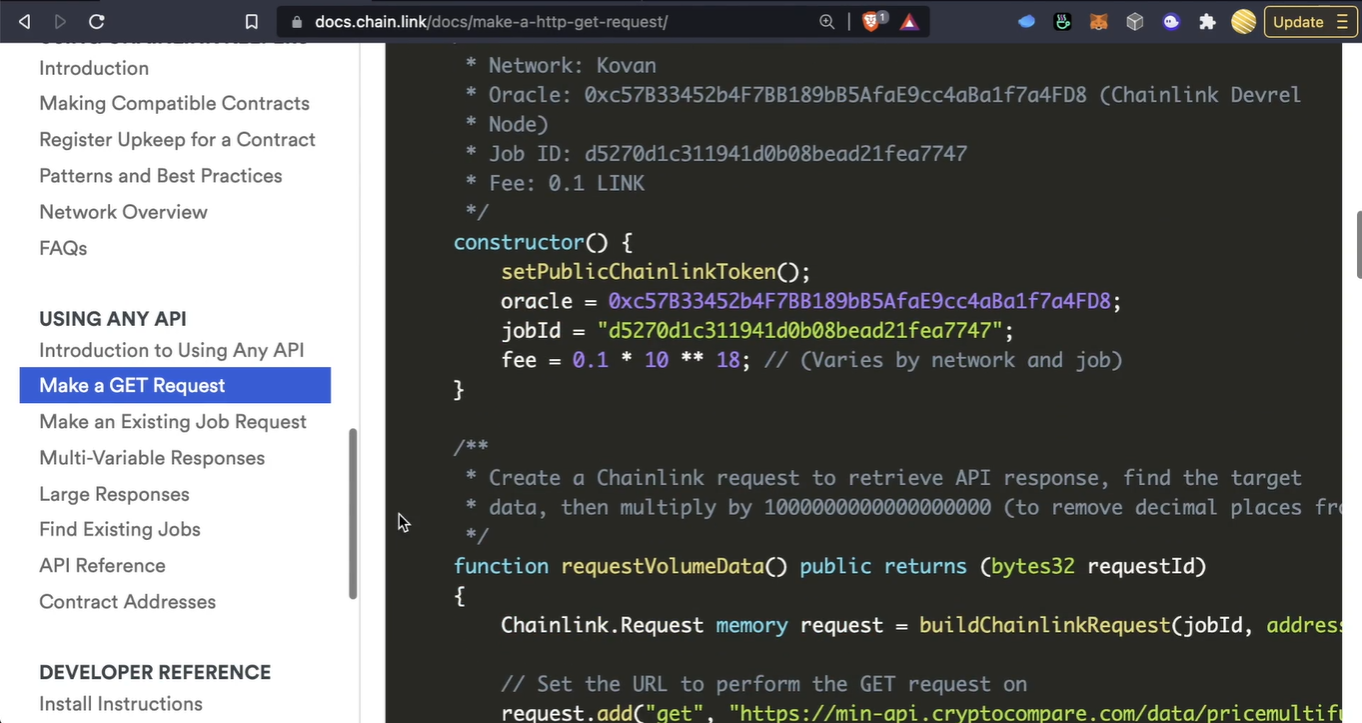 docs.chain.link/docs/make-a-http-get-request/
1
Update
Introduction
Making Compatible Contracts
Register Upkeep for a Contract
Patterns and Best Practices
Network Overview
FAQs
USING ANY API
Introduction to Using Any API
Make a GET Request
Make an Existing Job Request
Multi-Variable Responses
Large Responses
Find Existing Jobs
API Reference
Contract Addresses
DEVELOPER REFERENCE
Install Instructions
* Network: Kovan
* Oracle: 0xc57B33452b4F7BB189bB5AfaE9cc4aBa1f7a4FD8 (Chainlink Devrel
* Node)
* Job ID: d5270d1c311941d0b08bead21fea7747
* Fee: 0.1 LINK
*/
constructor() {
setPublicChainlinkToken();
oracle = 0xc57B33452b4F7BB189bB5AfaE9cc4aBa1f7a4FD8;
jobId = "d5270d1c311941d0b08bead21fea7747";
fee = 0.1 * 10 ** 18; // (Varies by network and job)
}
/**
* Create a Chainlink request to retrieve API response, find the target
* data, then multiply by 1000000000000000000 (to remove decimal places fr
*/
function requestVolumeData() public returns (bytes32 requestId)
{
Chainlink.Request memory request = buildChainlinkRequest(jobId, address
// Set the URL to perform the GET request on
request.add("get", "https://min-api.cryptocompare.com/data/pricemultifu